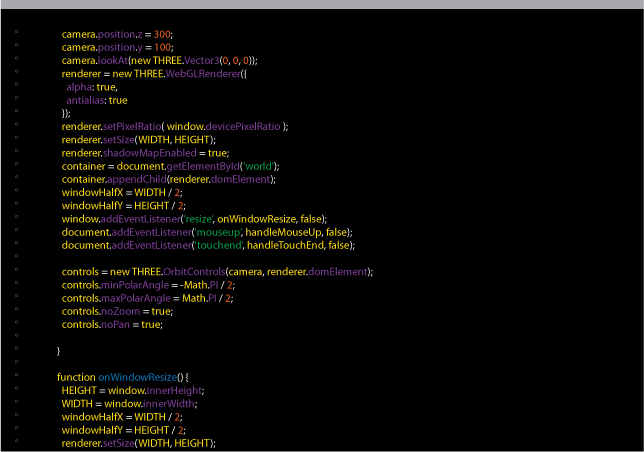 camera.position.z = 300;
camera.position.y = 100;
camera.lookAt(new THREE.Vector3(0, 0, 0));
renderer = new THREE.WebGLRenderer({
alpha: true,
antialias: true
});
renderer.setPixelRatio( window.devicePixelRatio );
renderer.setSize(WIDTH, HEIGHT);
renderer.shadowMapEnabled = true;
container = document.getElementById('world');
container.appendChild(renderer.domElement);
windowHalfX = WIDTH / 2;
windowHalfY = HEIGHT / 2;
window.addEventListener('resize', onWindowResize, false);
document.addEventListener('mouseup', handleMouseUp, false);
document.addEventListener('touchend', handleTouchEnd, false);
controls = new THREE.OrbitControls(camera, renderer.domElement);
controls.minPolarAngle = -Math.PI / 2;
controls.maxPolarAngle = Math.PI / 2;
controls.noZoom = true;
controls.noPan = true;
}
function onWindowResize() {
HEIGHT = window.innerHeight;
WIDTH = window.innerWidth;
windowHalfX = WIDTH / 2;
windowHalfY = HEIGHT / 2;
renderer.setSize(WIDTH, HEIGHT);